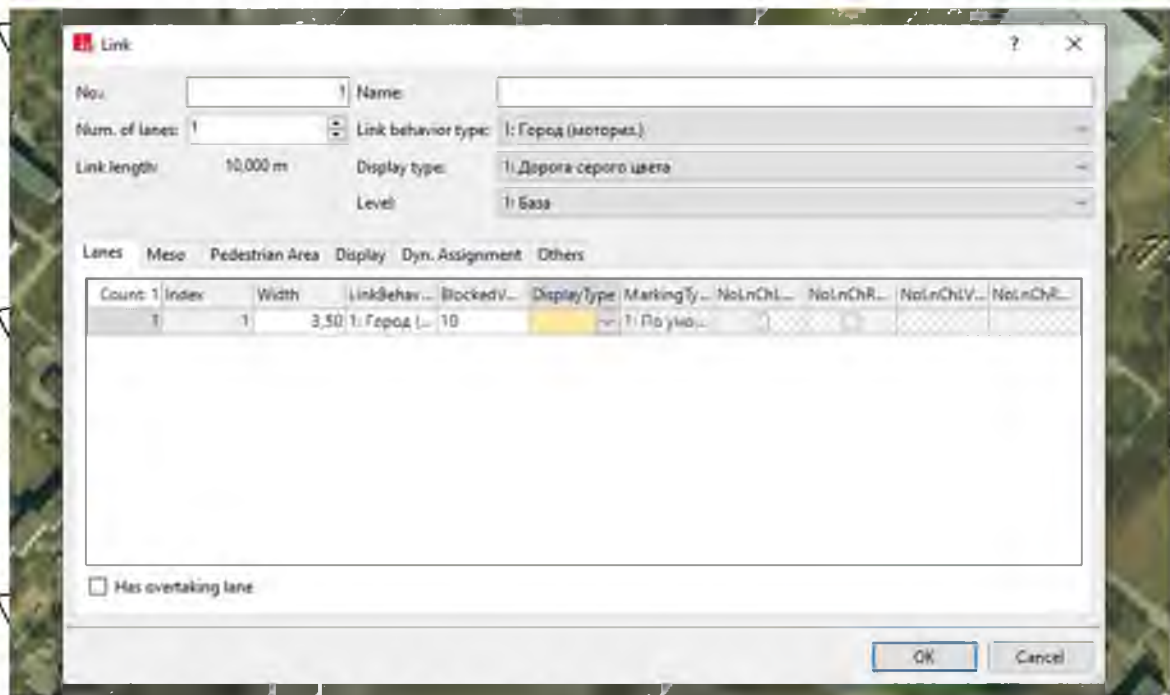 Link
No.: 1 Name:
Num. of lanes: 1 Link behavior type: 1: Город (моториз.)
Link length: 10,000 m Display type: 1: Дорога серого цвета
Level: 1: База
Lanes Meso Pedestrian Area Display Dyn. Assignment Others
Count: 1 Index Width LinkBehav... BlockedV... DisplayType MarkingTy... NoLnChL... NoLnChR... NoLnChLV... NoLnChR...
1 1 3,50 1: Город (... 10 1: По умо...
Has overtaking lane
OK Cancel